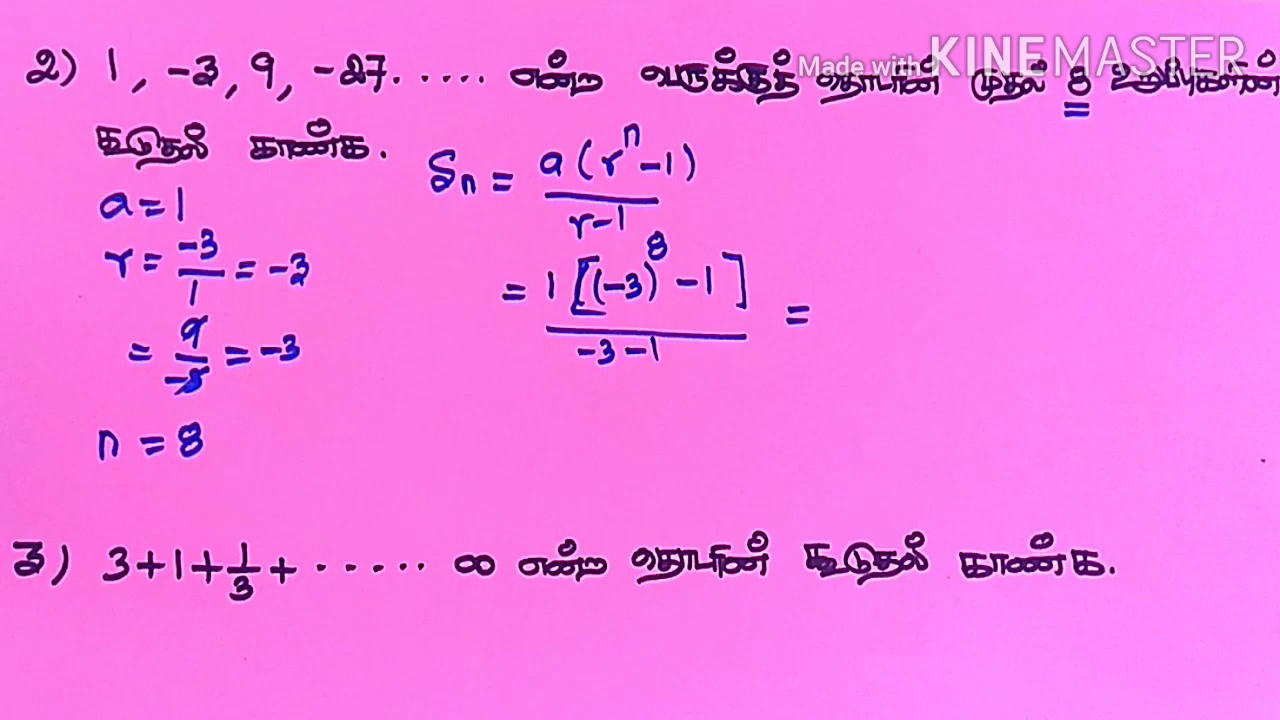 2) 1, -3, 9, -27..... என்ற பெருக்குத் தொடரின் முதல் 8 உறுப்புகளின்
Made with KINEMASTER
கூடுதல் காண்க.
Sn = a(r^n-1) / r-1
a=1
r = -3/1 = -3
= 1[(-3)^8 -1] / -3-1 =
= 9/-3 = -3
n = 8
3) 3+1+1/3+...... ∞ என்ற தொடரின் கூடுதல் காண்க.